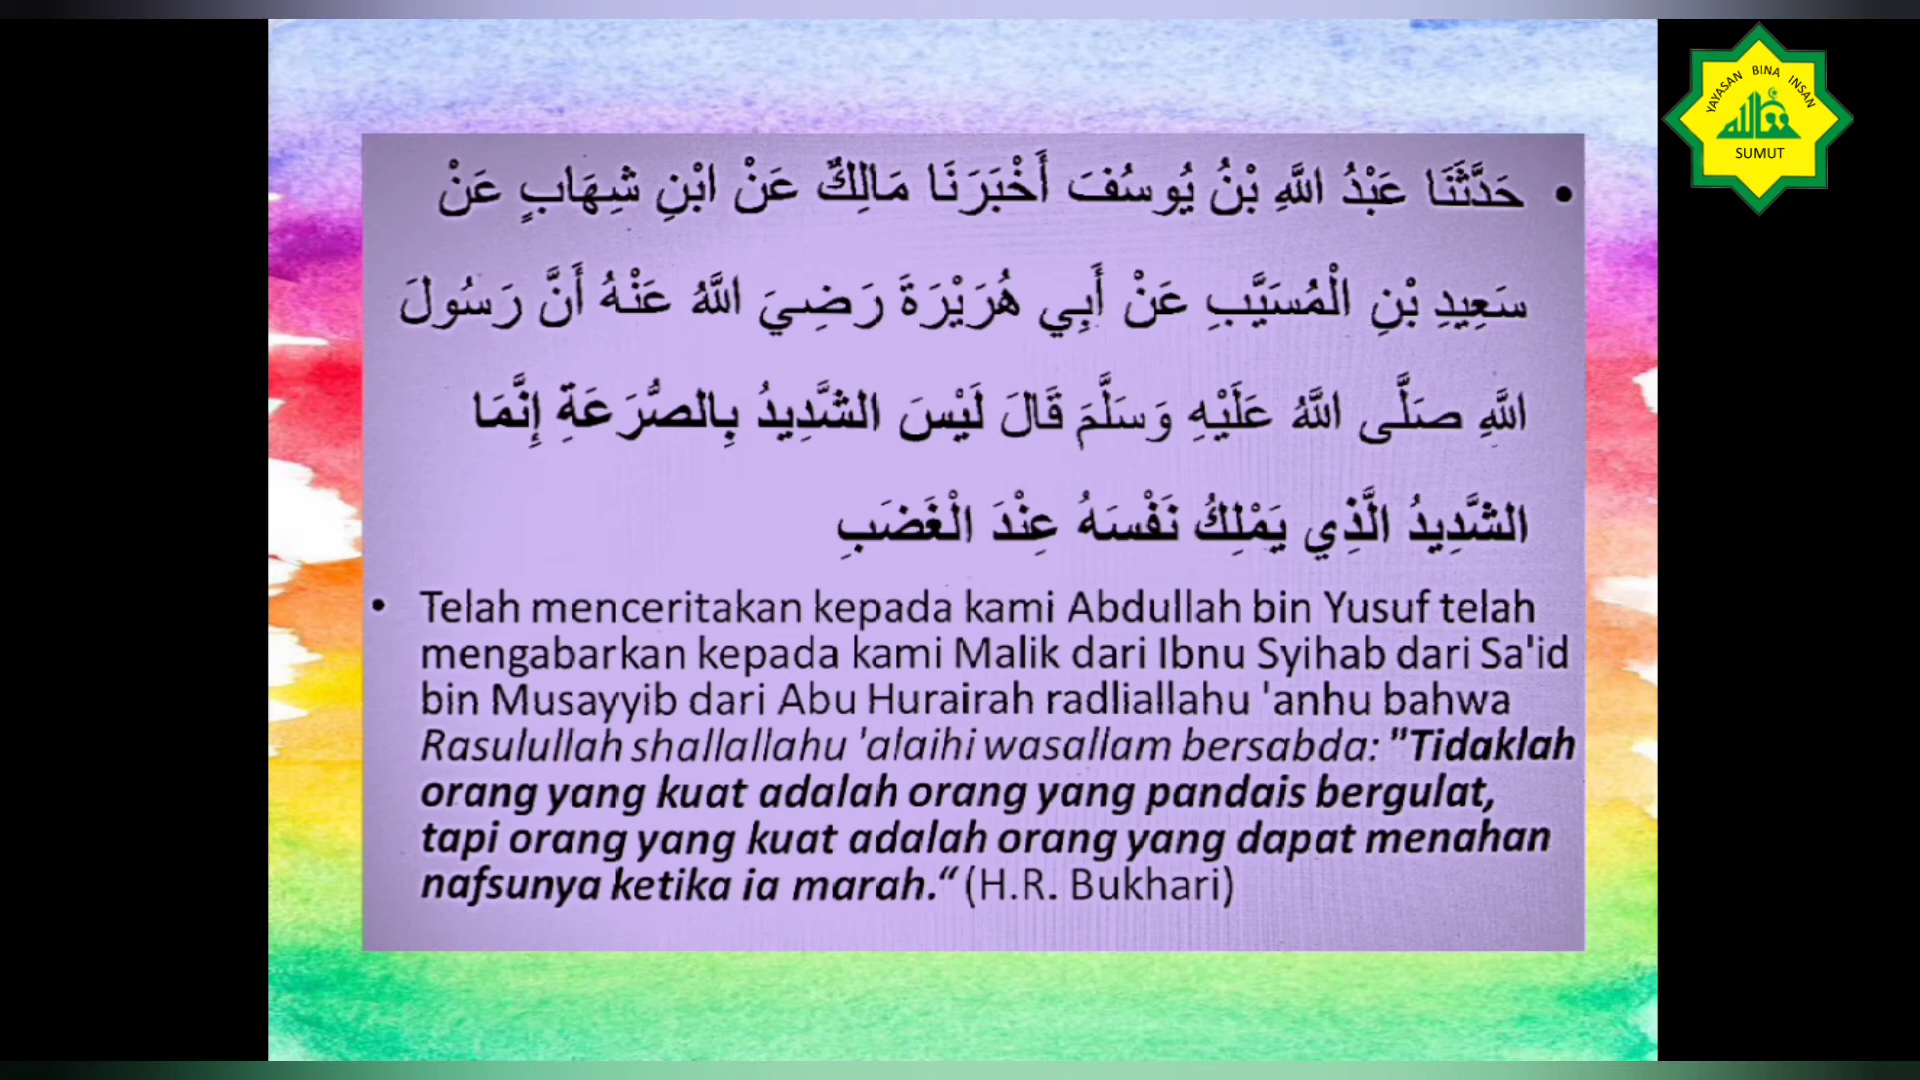 YAYASAN BINA INSAN
SUMUT
• حَدَّثَنَا عَبْدُ اللَّهِ بْنُ يُوسُفَ أَخْبَرَنَا مَالِكٌ عَنْ ابْنِ شِهَابٍ عَنْ
سَعِيدِ بْنِ الْمُسَيَّبِ عَنْ أَبِي هُرَيْرَةَ رَضِيَ اللَّهُ عَنْهُ أَنَّ رَسُولَ
اللَّهِ صَلَّى اللَّهُ عَلَيْهِ وَسَلَّمَ قَالَ لَيْسَ الشَّدِيدُ بِالصُّرَعَةِ إِنَّمَا
الشَّدِيدُ الَّذِي يَمْلِكُ نَفْسَهُ عِنْدَ الْغَضَبِ
• Telah menceritakan kepada kami Abdullah bin Yusuf telah
mengabarkan kepada kami Malik dari Ibnu Syihab dari Sa'id
bin Musayyib dari Abu Hurairah radliallahu 'anhu bahwa
Rasulullah shallallahu 'alaihi wasallam bersabda: "Tidaklah
orang yang kuat adalah orang yang pandais bergulat,
tapi orang yang kuat adalah orang yang dapat menahan
nafsunya ketika ia marah.“ (H.R. Bukhari)